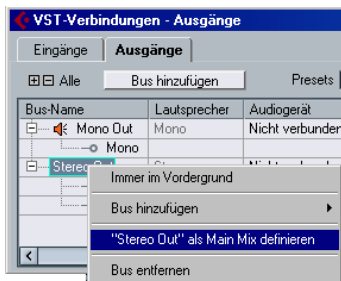 VST-Verbindungen - Ausgänge
Eingänge Ausgänge
Alle Bus hinzufügen Presets
Bus-Name Lautsprecher Audiogerät
Mono Out Mono Nicht verbunden
Mono
Stereo
Immer im Vordergrund
Bus hinzufügen
"Stereo Out" als Main Mix definieren
Bus entfernen